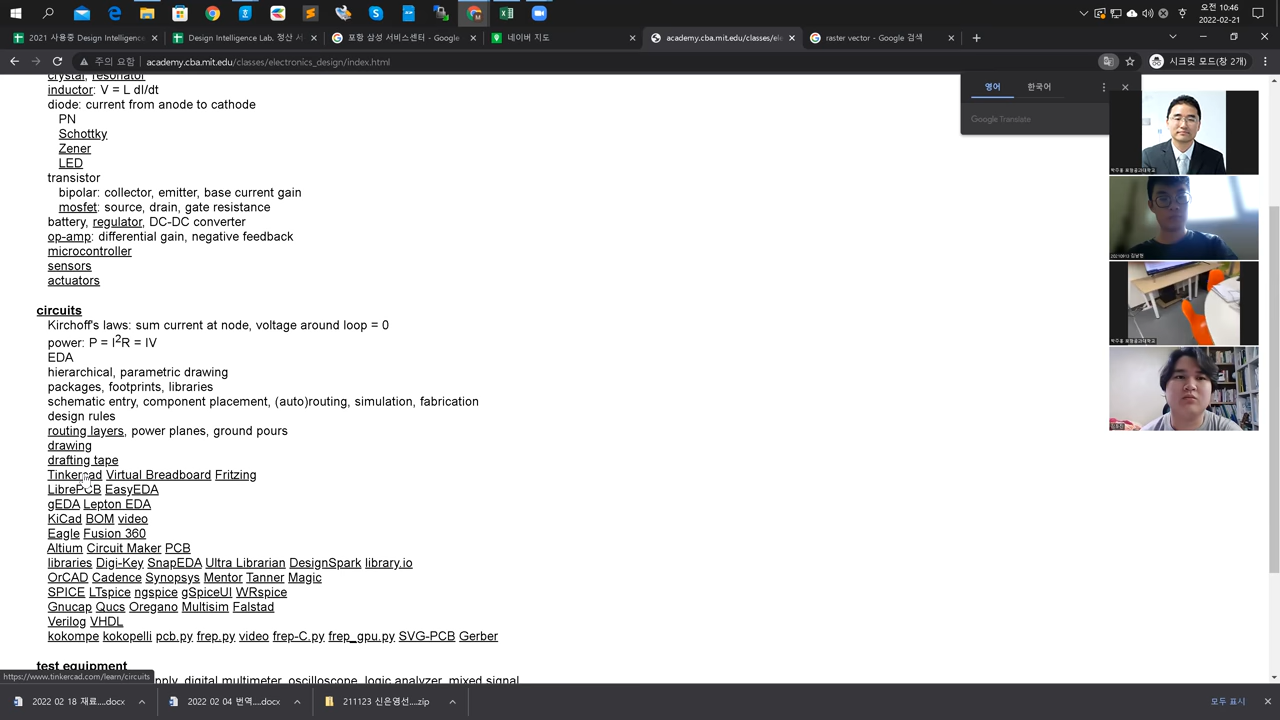 오전 10:46
2022-02-21
2021 사용중 Design Intelligence
Design Intelligence Lab. 정산 서
포항 삼성 서비스센터 - Google
네이버 지도
academy.cba.mit.edu/classes/ele
raster vector - Google 검색
주의 요함
academy.cba.mit.edu/classes/electronics_design/index.html
시크릿 모드(창 2개)
영어 한국어
Google Translate
crystal, resonator
inductor: V = L dI/dt
diode: current from anode to cathode
PN
Schottky
Zener
LED
transistor
bipolar: collector, emitter, base current gain
mosfet: source, drain, gate resistance
battery, regulator, DC-DC converter
op-amp: differential gain, negative feedback
microcontroller
sensors
actuators
circuits
Kirchoff's laws: sum current at node, voltage around loop = 0
power: P = I2R = IV
EDA
hierarchical, parametric drawing
packages, footprints, libraries
schematic entry, component placement, (auto)routing, simulation, fabrication
design rules
routing layers, power planes, ground pours
drawing
drafting tape
Tinkercad Virtual Breadboard Fritzing
LibrePCB EasyEDA
gEDA Lepton EDA
KiCad BOM video
Eagle Fusion 360
Altium Circuit Maker PCB
libraries Digi-Key SnapEDA Ultra Librarian DesignSpark library.io
OrCAD Cadence Synopsys Mentor Tanner Magic
SPICE LTspice ngspice gSpiceUI WRspice
Gnucap Qucs Oregano Multisim Falstad
Verilog VHDL
kokompe kokopelli pcb.py frep.py video frep-C.py frep_gpu.py SVG-PCB Gerber
test equipment
pply, digital multimeter, oscilloscope, logic analyzer, mixed signal
https://www.tinkercad.com/learn/circuits
2022 02 18 재료....docx
2022 02 04 번역....docx
211123 신은영선....zip
모두 표시